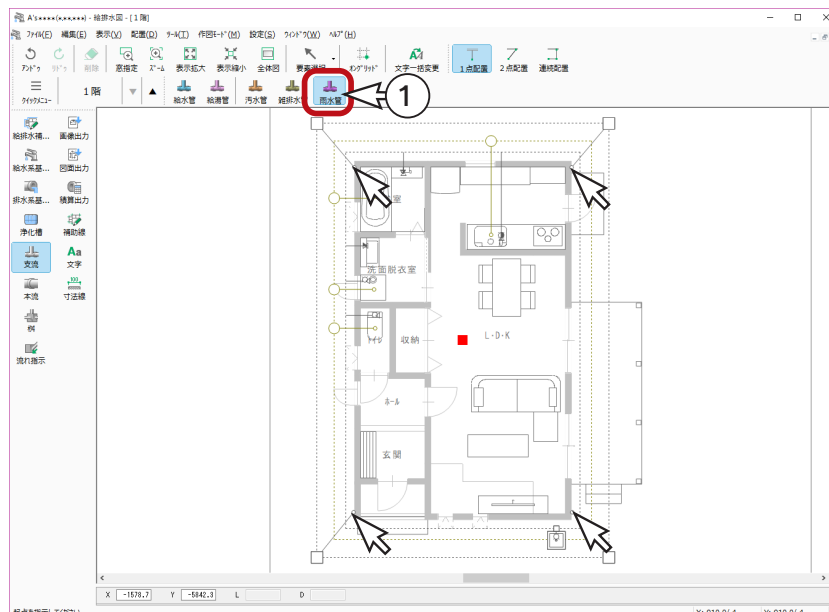 A's****(*,**,***) - 給排水図 - [1 階]
ﾌｧｲﾙ(F) 編集(E) 表示(V) 配置(D) ﾂｰﾙ(T) 作図ﾓｰﾄﾞ(M) 設定(S) ｳｨﾝﾄﾞｳ(W) ﾍﾙﾌﾟ(H)
ｱﾝﾄﾞｩ ﾘﾄﾞｩ 削除 窓指定 ｽﾞｰﾑ 表示拡大 表示縮小 全体図 要素選択 ｵﾝｸﾞﾘｯﾄﾞ 文字一括変更 1点配置 2点配置 連続配置
ｸｲｯｸﾒﾆｭｰ 1 階 ▼ ▲ 給水管 給湯管 汚水管 雑排水 雨水管 1
給排水補... 画像出力
給水系基... 図面出力
排水系基... 積算出力
浄化槽 補助線
支流 Aa 文字
本流 100 寸法線
桝
流れ指示
室
洗面脱衣室
ﾄｲﾚ 収納 L・D・K
ホール
玄関
X -1578.7 Y -5842.3 L D